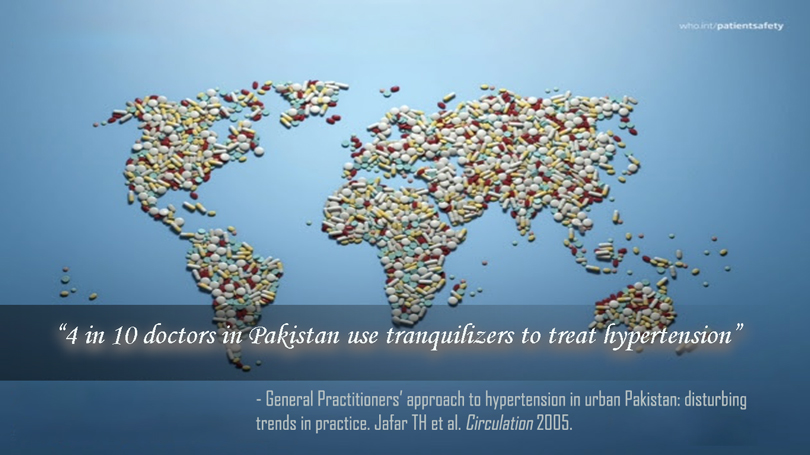 who.int/patientsafety
“4 in 10 doctors in Pakistan use tranquilizers to treat hypertension”
- General Practitioners’ approach to hypertension in urban Pakistan: disturbing
trends in practice. Jafar TH et al. Circulation 2005.